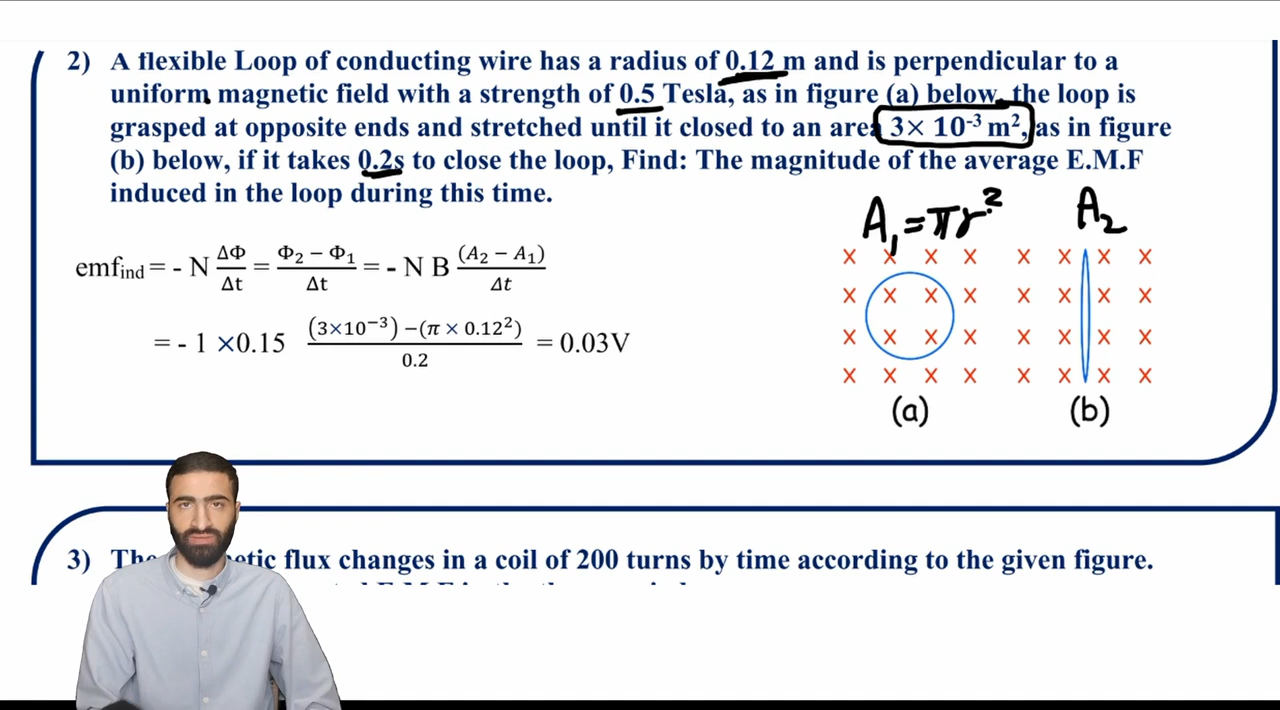 2) A flexible Loop of conducting wire has a radius of 0.12 m and is perpendicular to a
uniform magnetic field with a strength of 0.5 Tesla, as in figure (a) below, the loop is
grasped at opposite ends and stretched until it closed to an area 3× 10⁻³ m², as in figure
(b) below, if it takes 0.2s to close the loop, Find: The magnitude of the average E.M.F
induced in the loop during this time.
A₁ = πr² A₂
emf_ind = - N ΔΦ/Δt = (Φ₂ − Φ₁)/Δt = - N B (A₂ − A₁)/Δt
= - 1 ×0.15 ((3×10⁻³) −(π × 0.12²))/0.2 = 0.03V
x x x x x x x x
x x x x x x x x
x x x x x x x x
x x x x x x x x
(a) (b)
3) The etic flux changes in a coil of 200 turns by time according to the given figure.